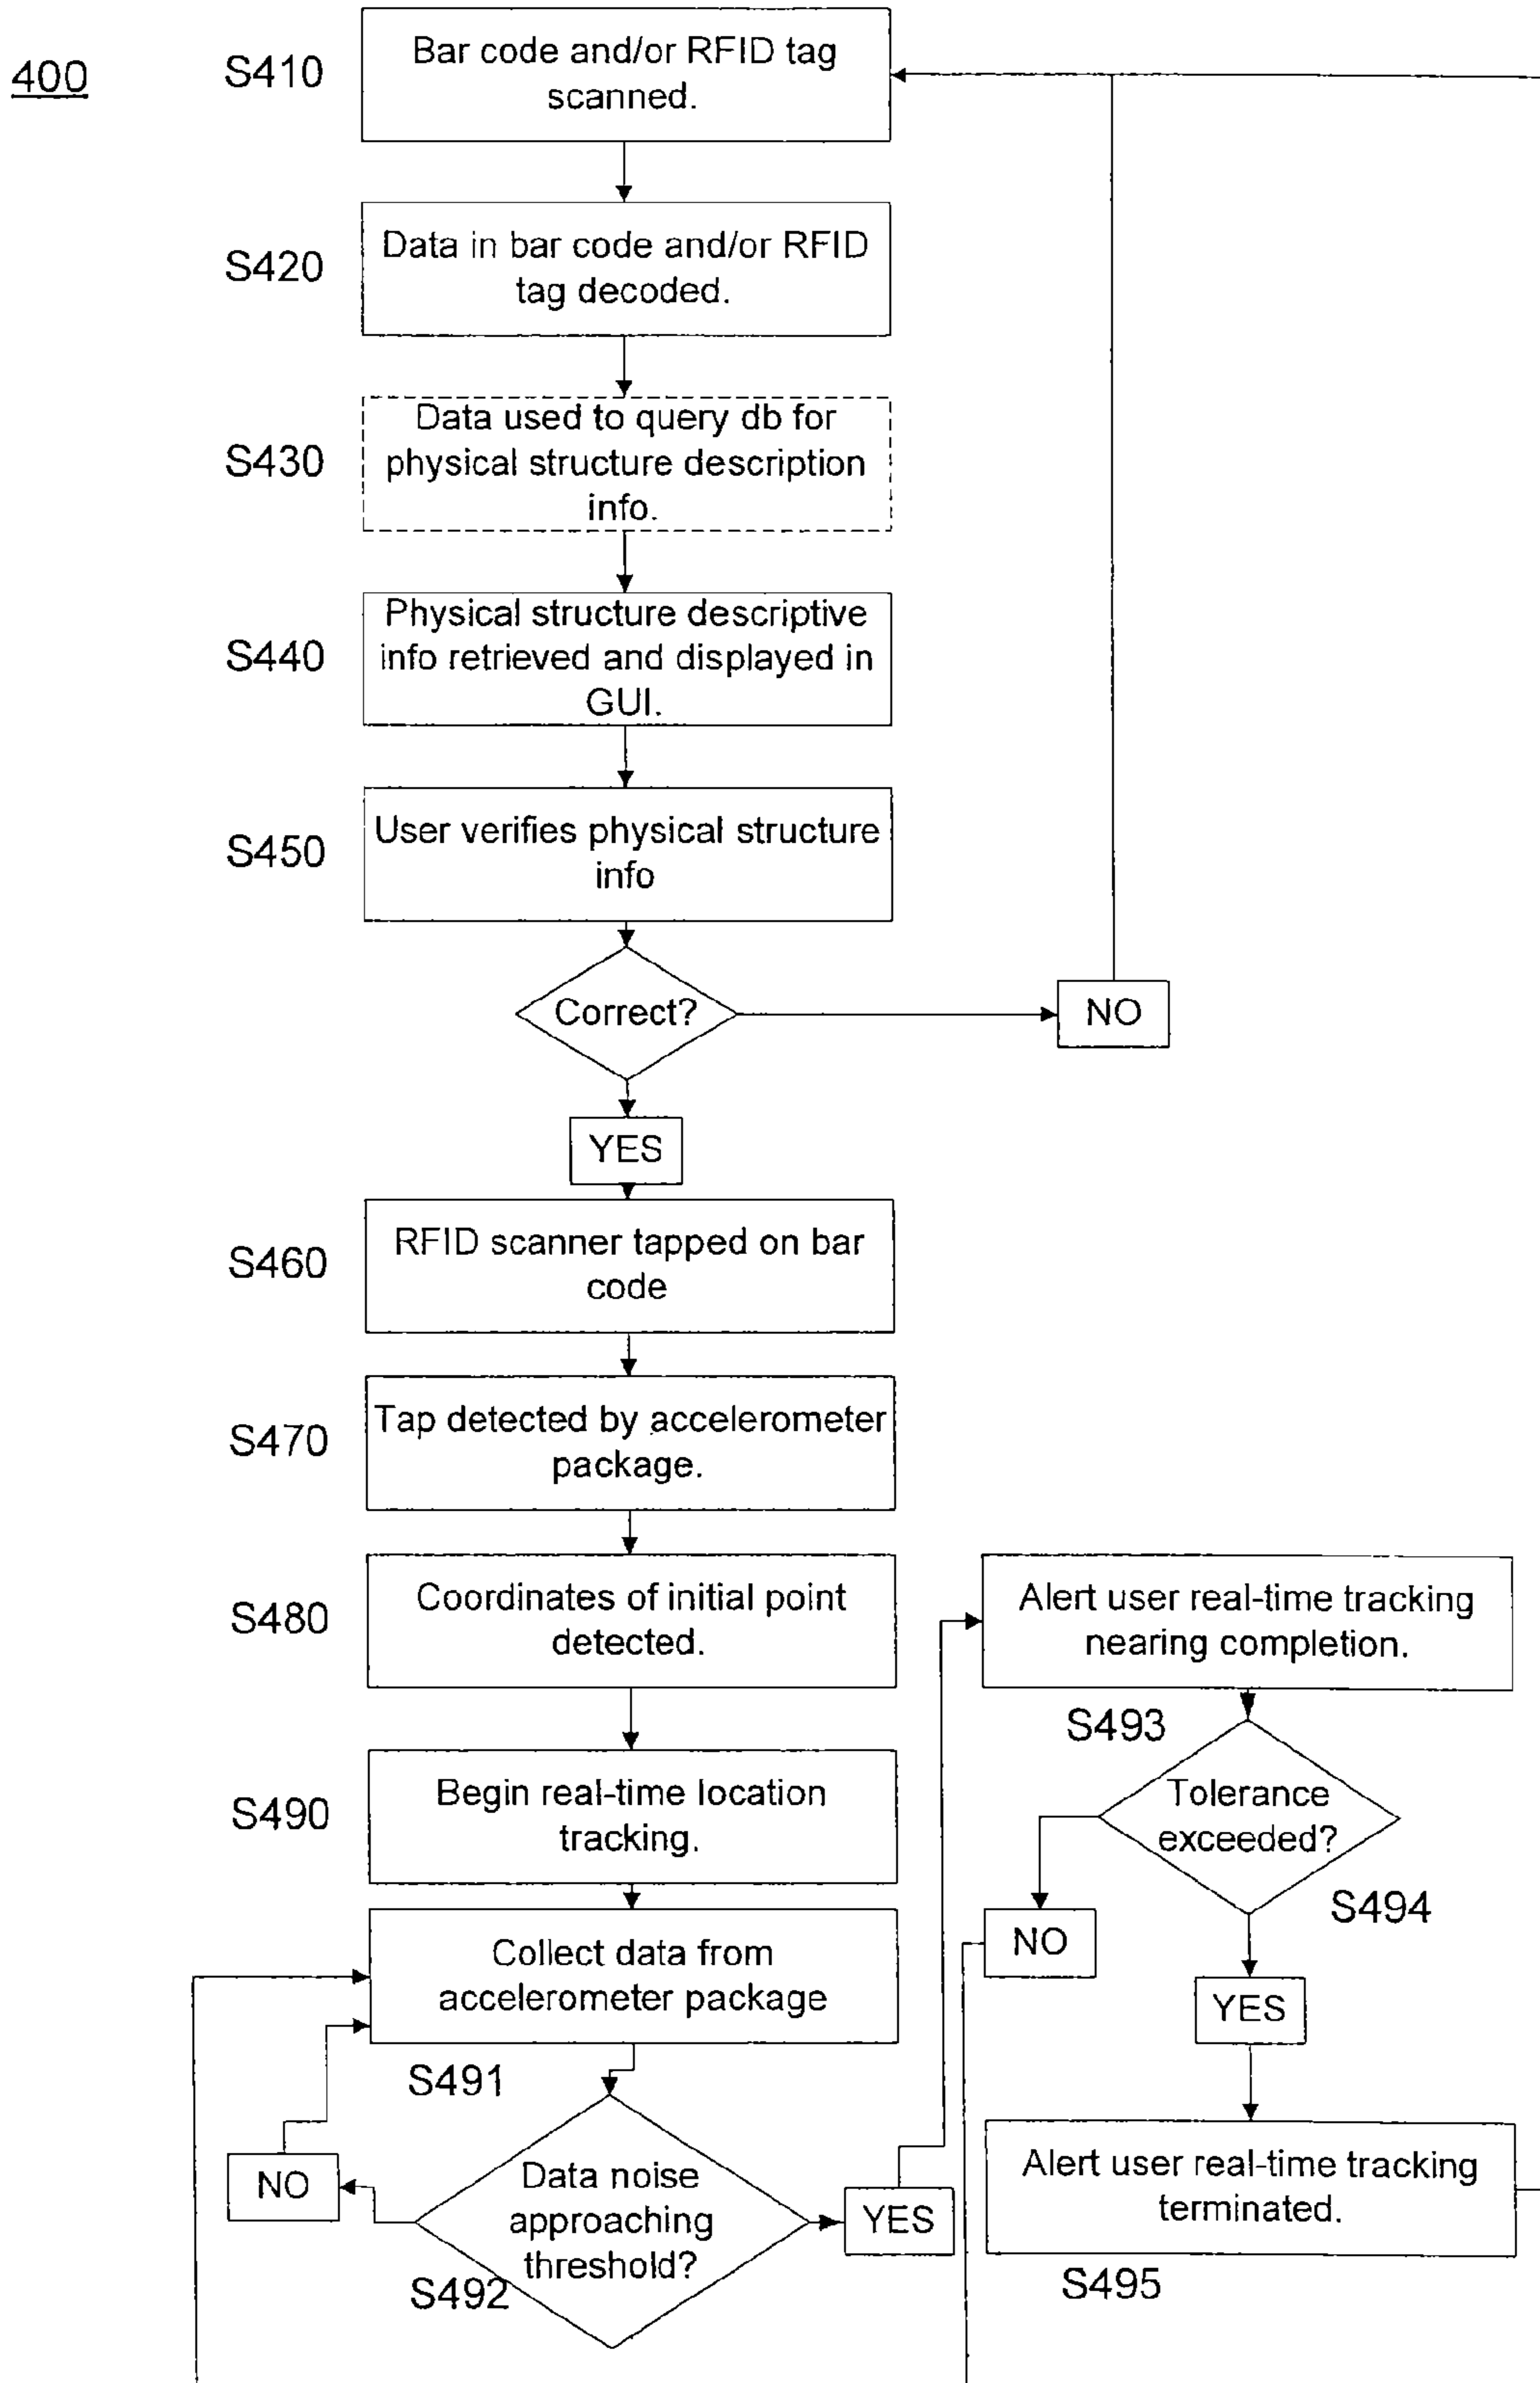 400
S410
Bar code and/or RFID tag
scanned.
S420
Data in bar code and/or RFID
tag decoded.
S430
Data used to query db for
physical structure description
info.
S440
Physical structure descriptive
info retrieved and displayed in
GUI.
S450
User verifies physical structure
info
Correct?
NO
YES
S460
RFID scanner tapped on bar
code
S470
Tap detected by accelerometer
package.
S480
Coordinates of initial point
detected.
S490
Begin real-time location
tracking.
Collect data from
accelerometer package
S491
Data noise
approaching
threshold?
S492
NO
YES
Alert user real-time tracking
nearing completion.
S493
Tolerance
exceeded?
S494
NO
YES
Alert user real-time tracking
terminated.
S495